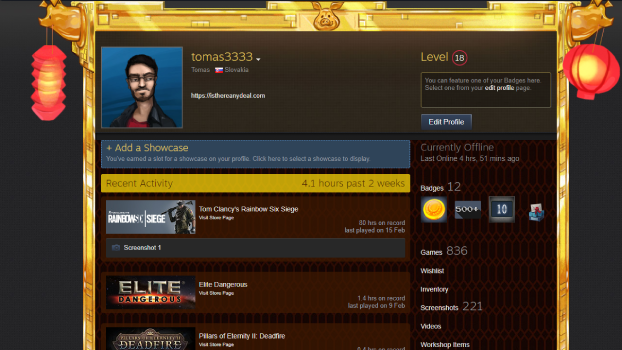 tomas3333
Tomas Slovakia
https://isthereanydeal.com
Level 18
You can feature one of your Badges here.
Select one from your edit profile page.
Edit Profile
+ Add a Showcase
You've earned a slot for a showcase on your profile. Click here to select a showcase to display.
Recent Activity
4.1 hours past 2 weeks
RAINBOW SIX SIEGE
Tom Clancy's Rainbow Six Siege
Visit Store Page
80 hrs on record
last played on 15 Feb
Screenshot 1
ELITE
DANGEROUS
Elite Dangerous
Visit Store Page
1.4 hrs on record
last played on 9 Feb
PILLARS OF ETERNITY II
DEADFIRE
Pillars of Eternity II: Deadfire
Visit Store Page
Currently Offline
Last Online 4 hrs, 51 mins ago
Badges 12
500+
10
Games 836
Wishlist
Inventory
Screenshots 221
Videos
Workshop Items